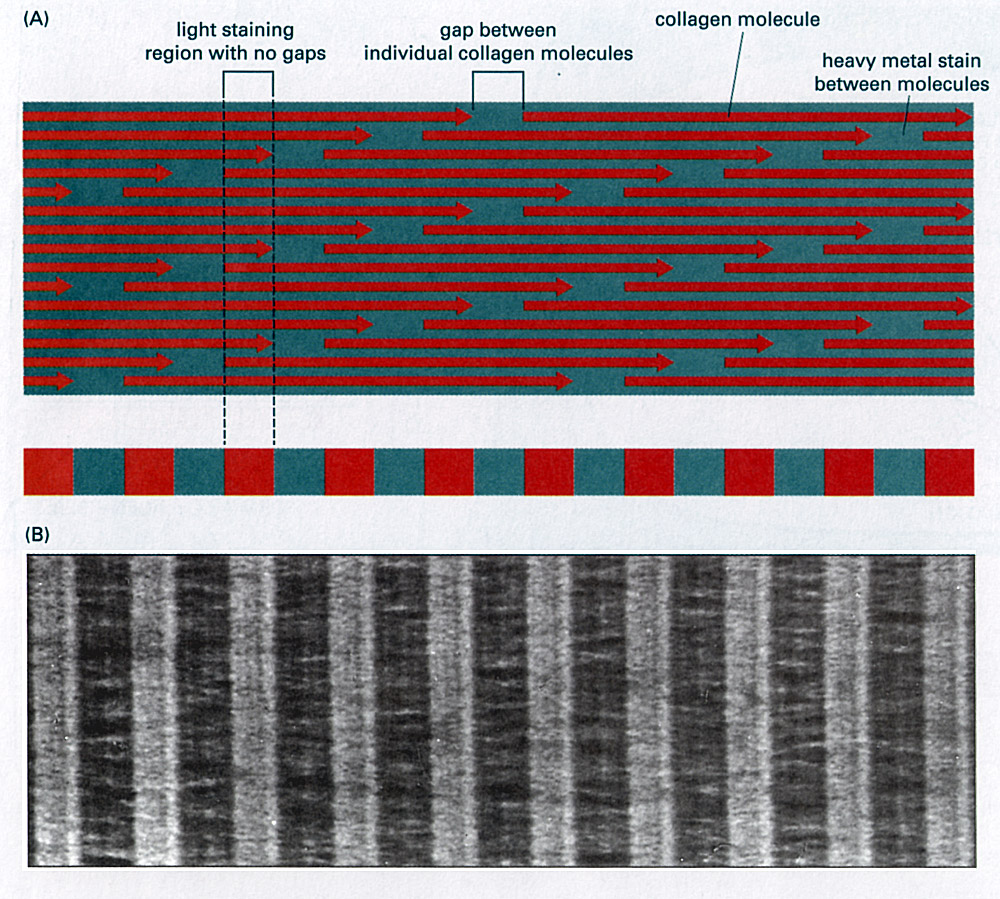 (A)
light staining
region with no gaps
gap between
individual collagen molecules
collagen molecule
heavy metal stain
between molecules
(B)